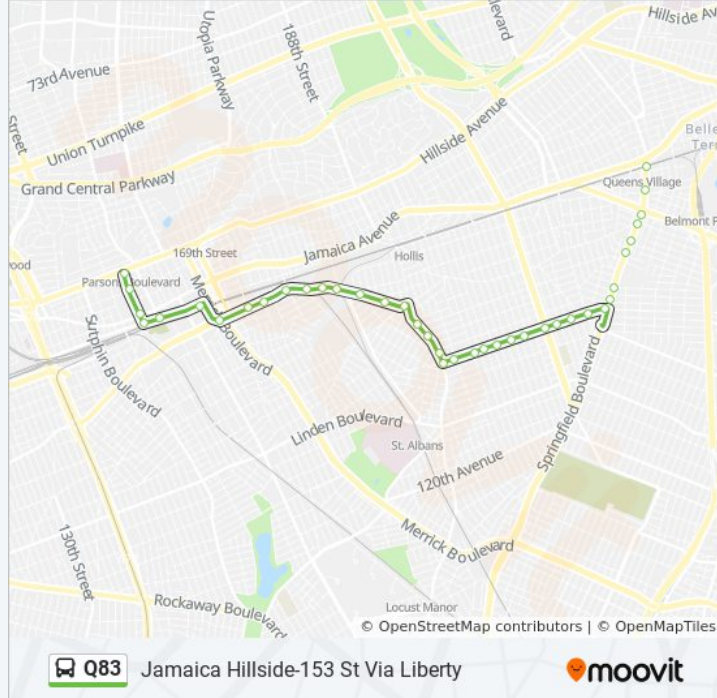 Hillside Av
Utopia Parkway
188th Street
73rd Avenue
Street
Union Turnpike
Hillside Avenue
Belle
Terr
Grand Central Parkway
Queens Village
Belmont P
Jamaica Avenue
169th Street
Hollis
wood
Parsons Boulevard
Me Boulevard
Sutphin Boulevard
Springfield Boulevard
Linden Boulevard
St. Albans
120th Avenue
130th Street
Merrick Boulevard
Rockaway Boulevard
Locust Manor
© OpenStreetMap contributors | © OpenMapTiles
Q83 Jamaica Hillside-153 St Via Liberty
moovit